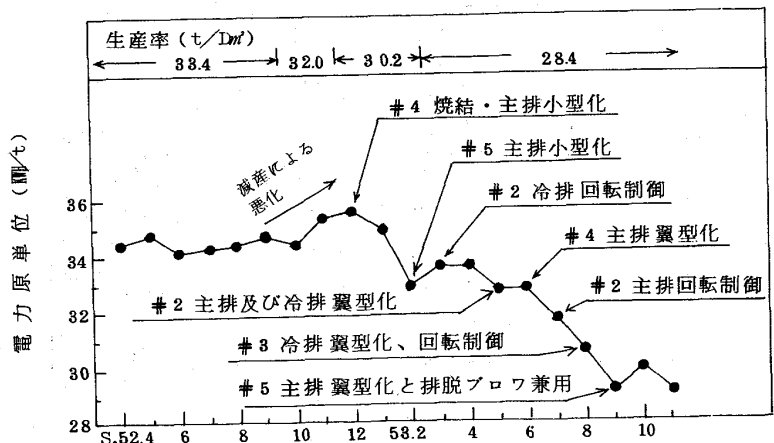 生産率(t/Dm³)
33.4 32.0 30.2 28.4
#4 焼結・主排小型化
#5 主排小型化
減産による
悪化
#2 冷排回転制御
#4 主排翼型化
#2 主排回転制御
#2 主排及び冷排翼型化
#3 冷排翼型化、回転制御
#5 主排翼型化と排脱ブロワ兼用
電力原単位(KWH/t)
36
34
32
30
28
S.52.4 6 8 10 12 53.2 4 6 8 10